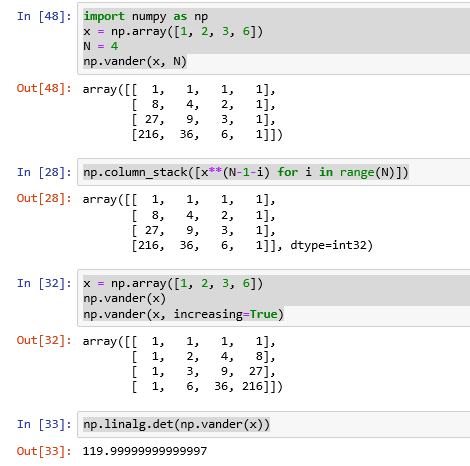 In [48]: import numpy as np
x = np.array([1, 2, 3, 6])
N = 4
np.vander(x, N)
Out[48]: array([[  1,   1,   1,   1],
[  8,   4,   2,   1],
[ 27,   9,   3,   1],
[216,  36,   6,   1]])
In [28]: np.column_stack([x**(N-1-i) for i in range(N)])
Out[28]: array([[  1,   1,   1,   1],
[  8,   4,   2,   1],
[ 27,   9,   3,   1],
[216,  36,   6,   1]], dtype=int32)
In [32]: x = np.array([1, 2, 3, 6])
np.vander(x)
np.vander(x, increasing=True)
Out[32]: array([[  1,   1,   1,   1],
[  1,   2,   4,   8],
[  1,   3,   9,  27],
[  1,   6,  36, 216]])
In [33]: np.linalg.det(np.vander(x))
Out[33]: 119.99999999999997